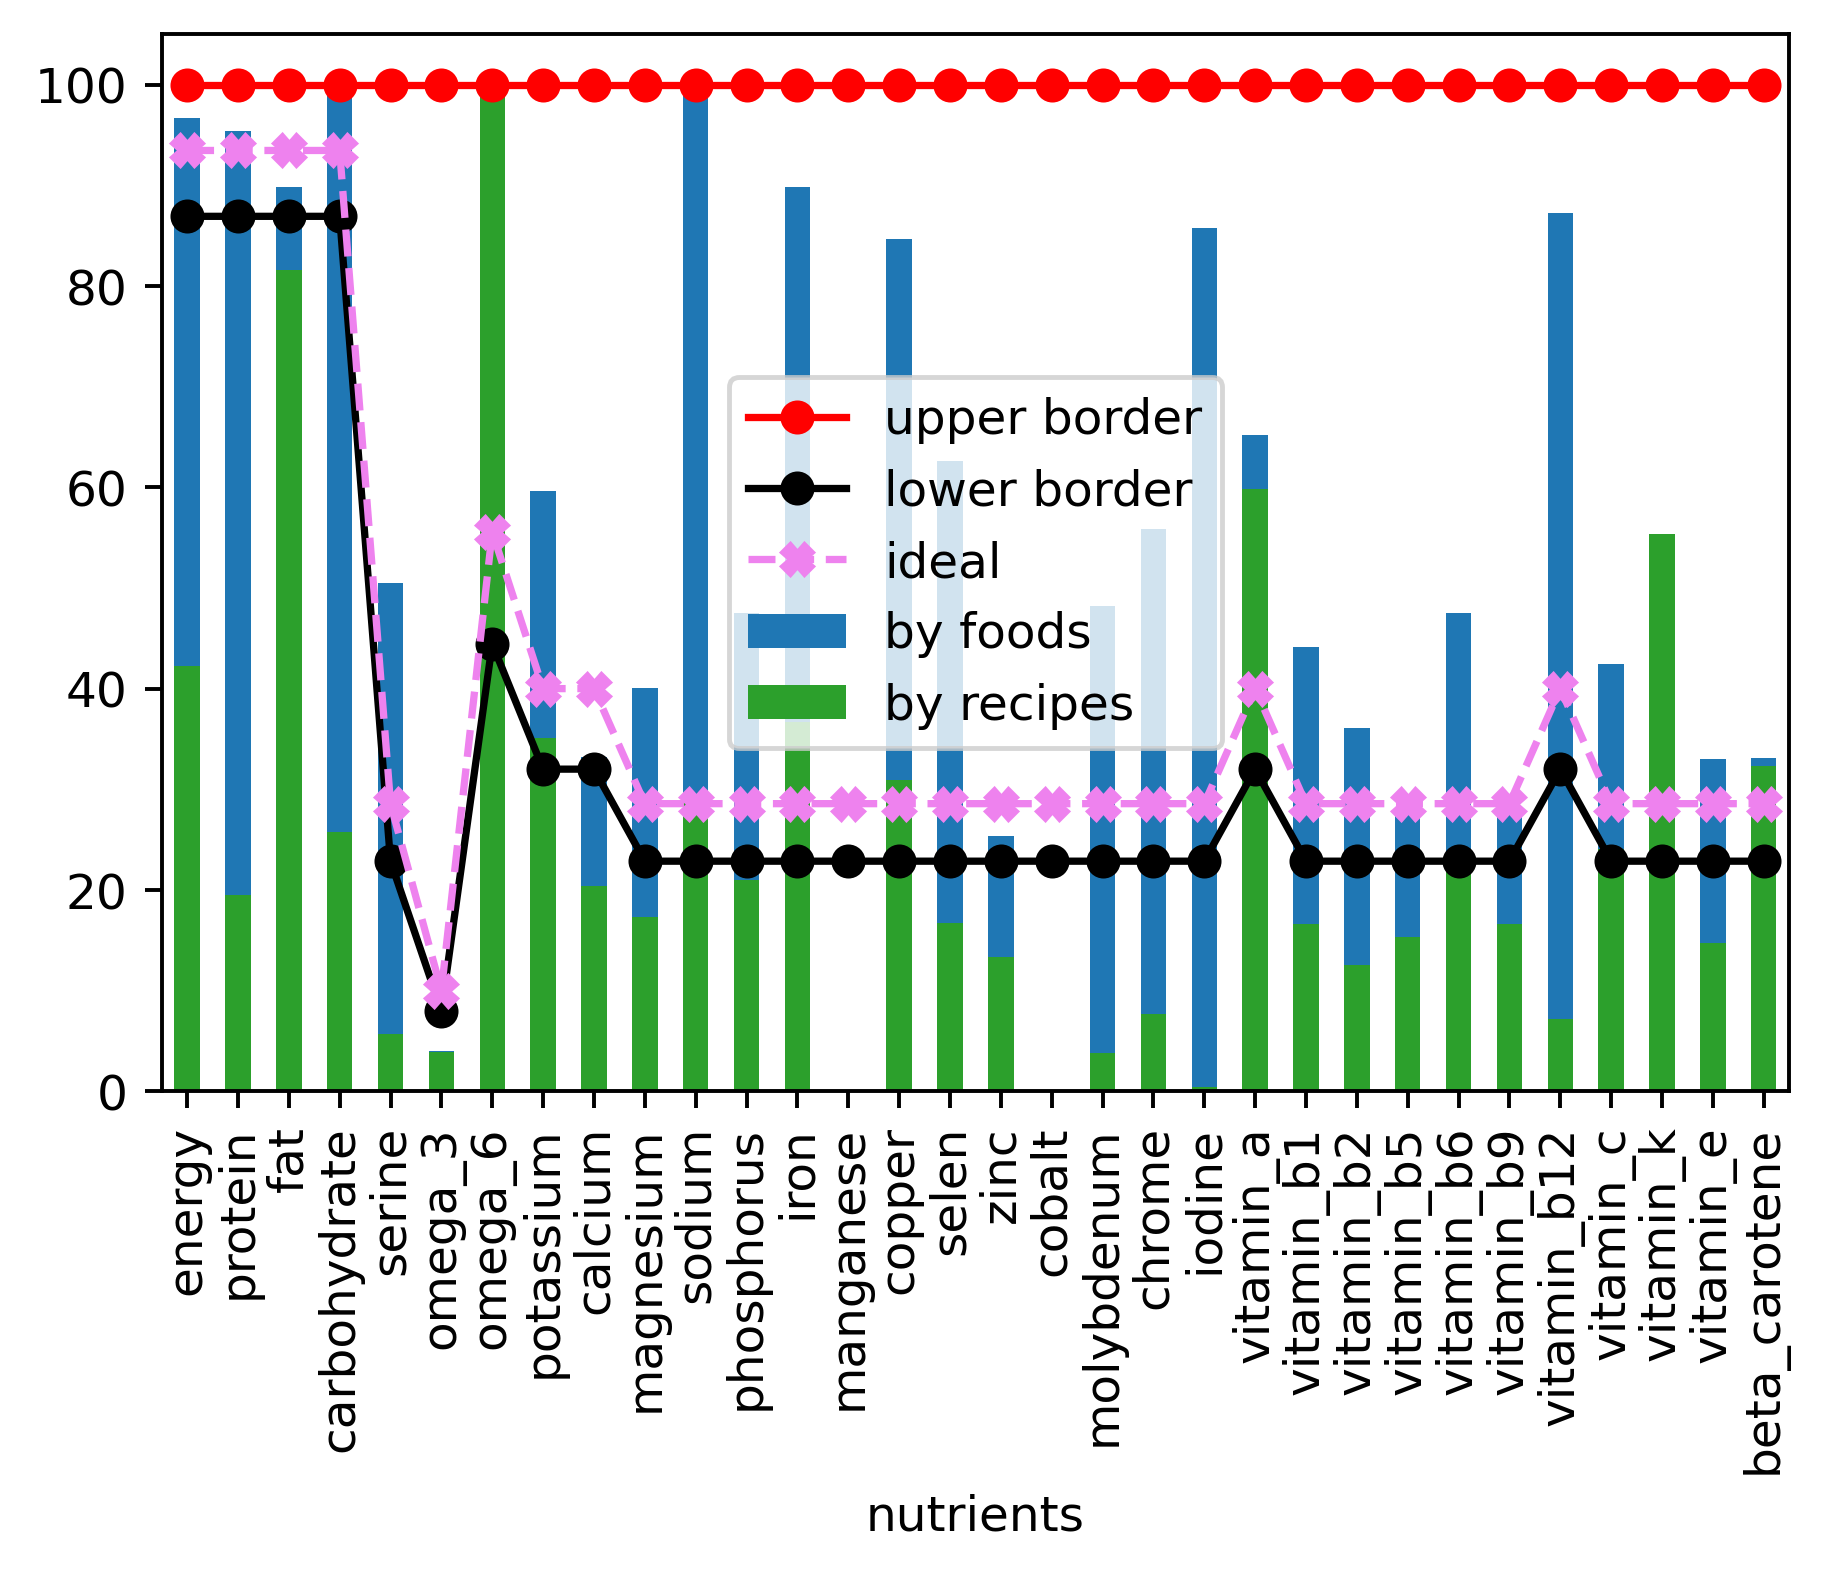 100
80
60
40
20
0
upper border
lower border
ideal
by foods
by recipes
energy
protein
fat
carbohydrate
serine
omega_3
omega_6
potassium
calcium
magnesium
sodium
phosphorus
iron
manganese
copper
selen
zinc
cobalt
molybdenum
chrome
iodine
vitamin_a
vitamin_b1
vitamin_b2
vitamin_b5
vitamin_b6
vitamin_b9
vitamin_b12
vitamin_c
vitamin_k
vitamin_e
beta_carotene
nutrients